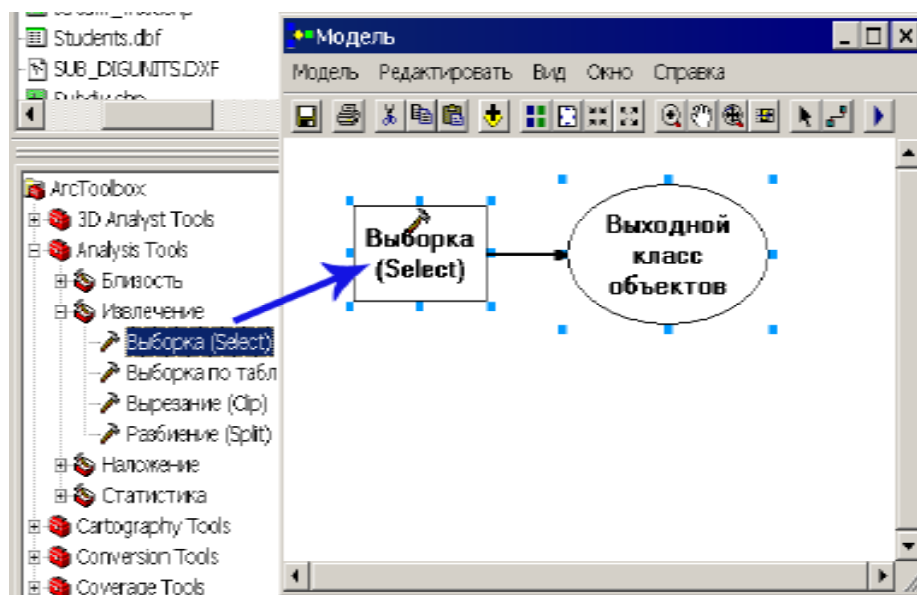 Students.dbf
SUB_DIGUNITS.DXF
ArcToolbox
3D Analyst Tools
Analysis Tools
Близость
Извлечение
Выборка (Select)
Выборка по табл
Вырезание (Clip)
Разбиение (Split)
Наложение
Статистика
Cartography Tools
Conversion Tools
Coverage Tools
Модель
Модель Редактировать Вид Окно Справка
Выборка
(Select)
Выходной
класс
объектов